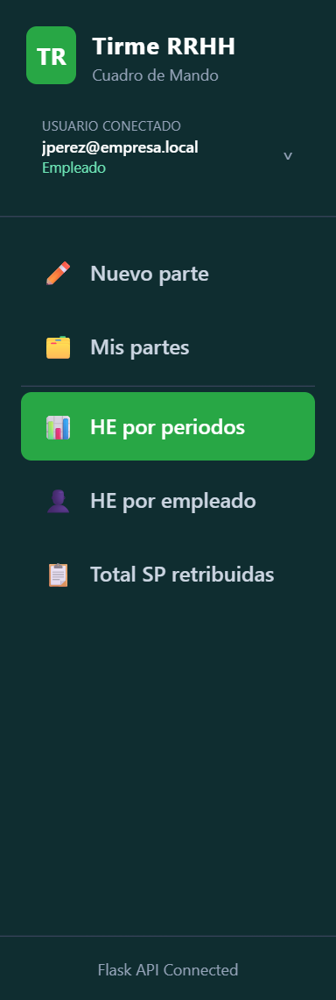 TR
Tirme RRHH
Cuadro de Mando
USUARIO CONECTADO
jperez@empresa.local
Empleado
v
Nuevo parte
Mis partes
HE por periodos
HE por empleado
Total SP retribuidas
Flask API Connected